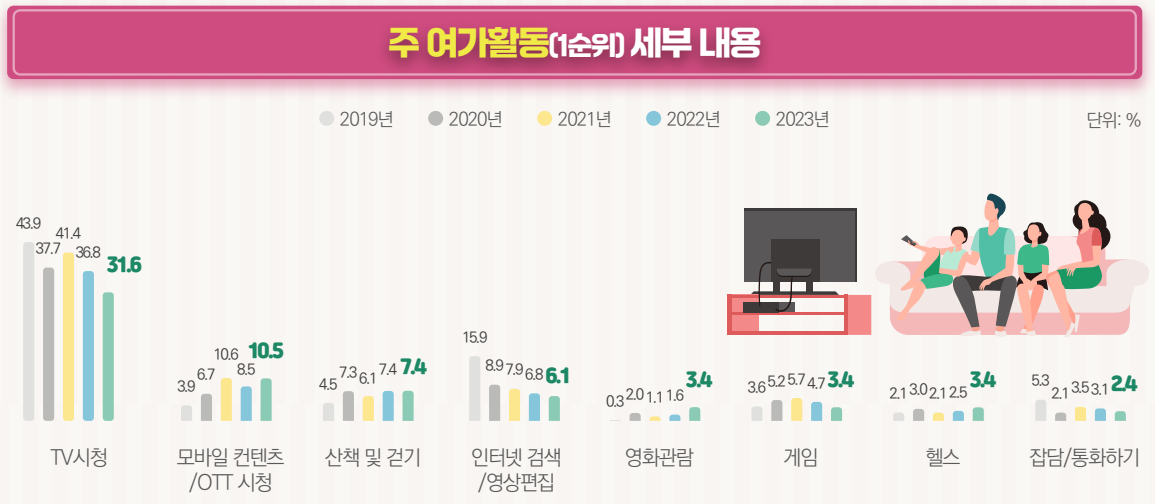 주 여가활동(1순위) 세부 내용
2019년 2020년 2021년 2022년 2023년
단위: %
43.9 37.7 41.4 36.8 31.6
TV시청
3.9 6.7 10.6 8.5 10.5
모바일 컨텐츠
/OTT 시청
4.5 7.3 6.1 7.4 7.4
산책 및 걷기
15.9 8.9 7.9 6.8 6.1
인터넷 검색
/영상편집
0.3 2.0 1.1 1.6 3.4
영화관람
3.6 5.2 5.7 4.7 3.4
게임
2.1 3.0 2.1 2.5 3.4
헬스
5.3 2.1 3.5 3.1 2.4
잡담/통화하기